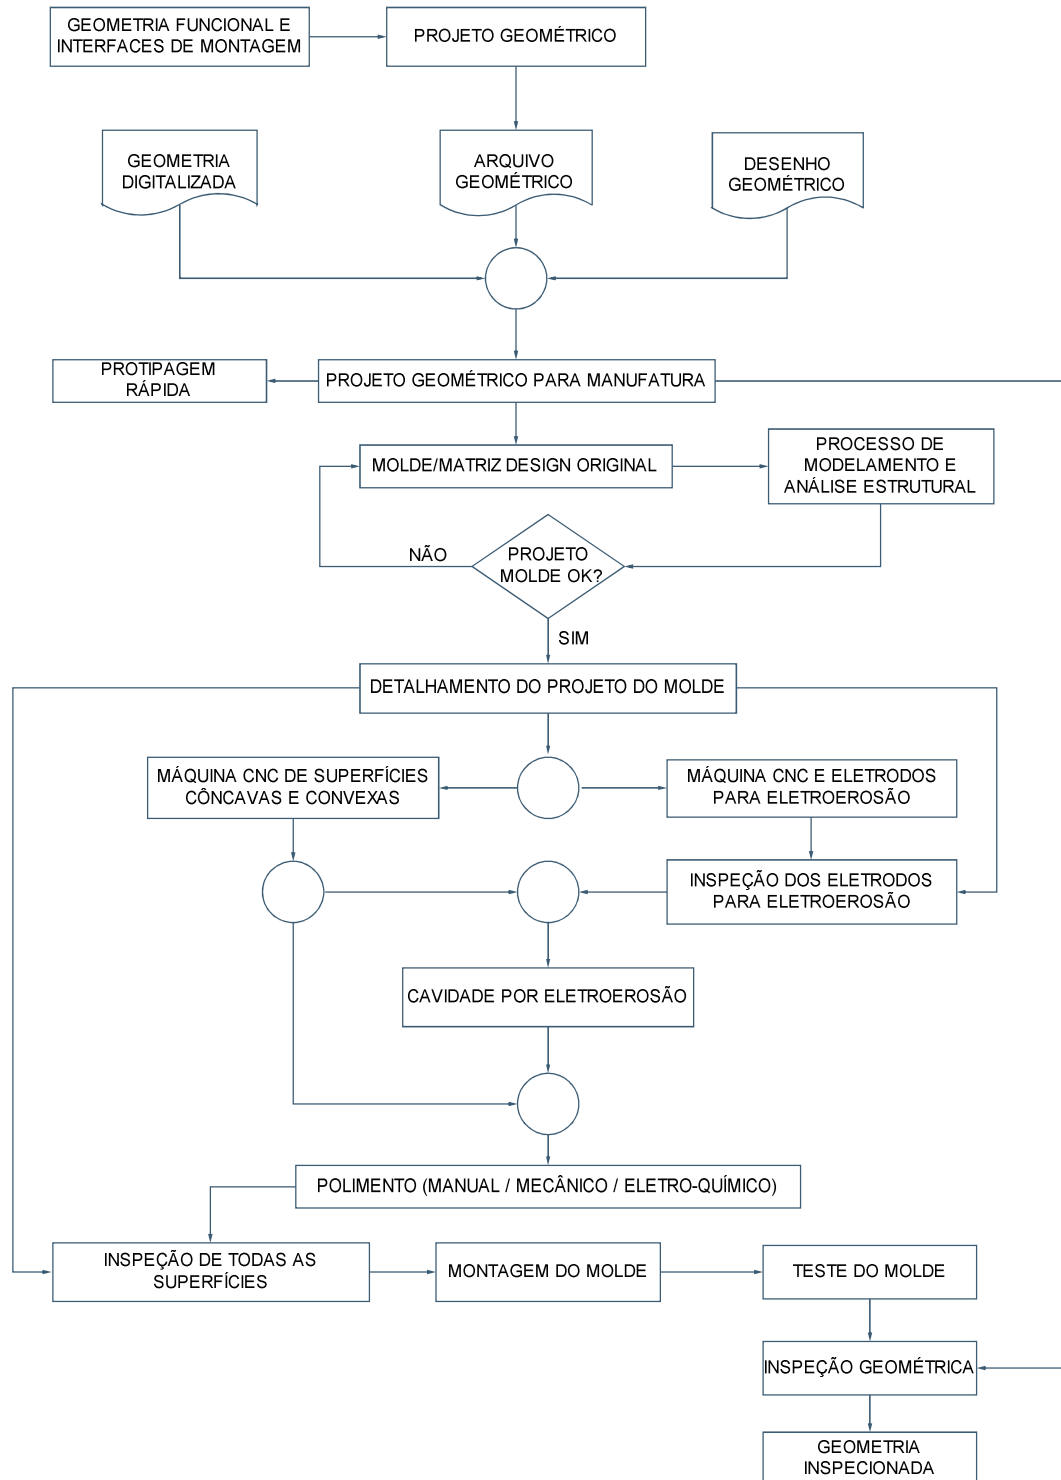 GEOMETRIA FUNCIONAL E
INTERFACES DE MONTAGEM
PROJETO GEOMÉTRICO
GEOMETRIA
DIGITALIZADA
ARQUIVO
GEOMÉTRICO
DESENHO
GEOMÉTRICO
PROTIPAGEM
RÁPIDA
PROJETO GEOMÉTRICO PARA MANUFATURA
MOLDE/MATRIZ DESIGN ORIGINAL
PROCESSO DE
MODELAMENTO E
ANÁLISE ESTRUTURAL
NÃO
PROJETO
MOLDE OK?
SIM
DETALHAMENTO DO PROJETO DO MOLDE
MÁQUINA CNC DE SUPERFÍCIES
CÔNCAVAS E CONVEXAS
MÁQUINA CNC E ELETRODOS
PARA ELETROEROSÃO
INSPEÇÃO DOS ELETRODOS
PARA ELETROEROSÃO
CAVIDADE POR ELETROEROSÃO
POLIMENTO (MANUAL / MECÂNICO / ELETRO-QUÍMICO)
INSPEÇÃO DE TODAS AS
SUPERFÍCIES
MONTAGEM DO MOLDE
TESTE DO MOLDE
INSPEÇÃO GEOMÉTRICA
GEOMETRIA
INSPECIONADA